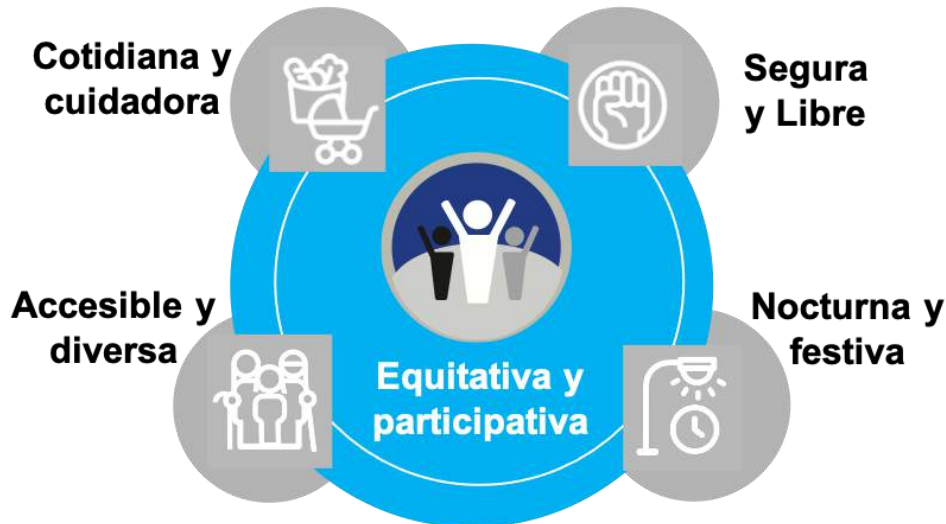 Cotidiana y
cuidadora
Segura
y Libre
Accesible y
diversa
Nocturna y
festiva
Equitativa y
participativa